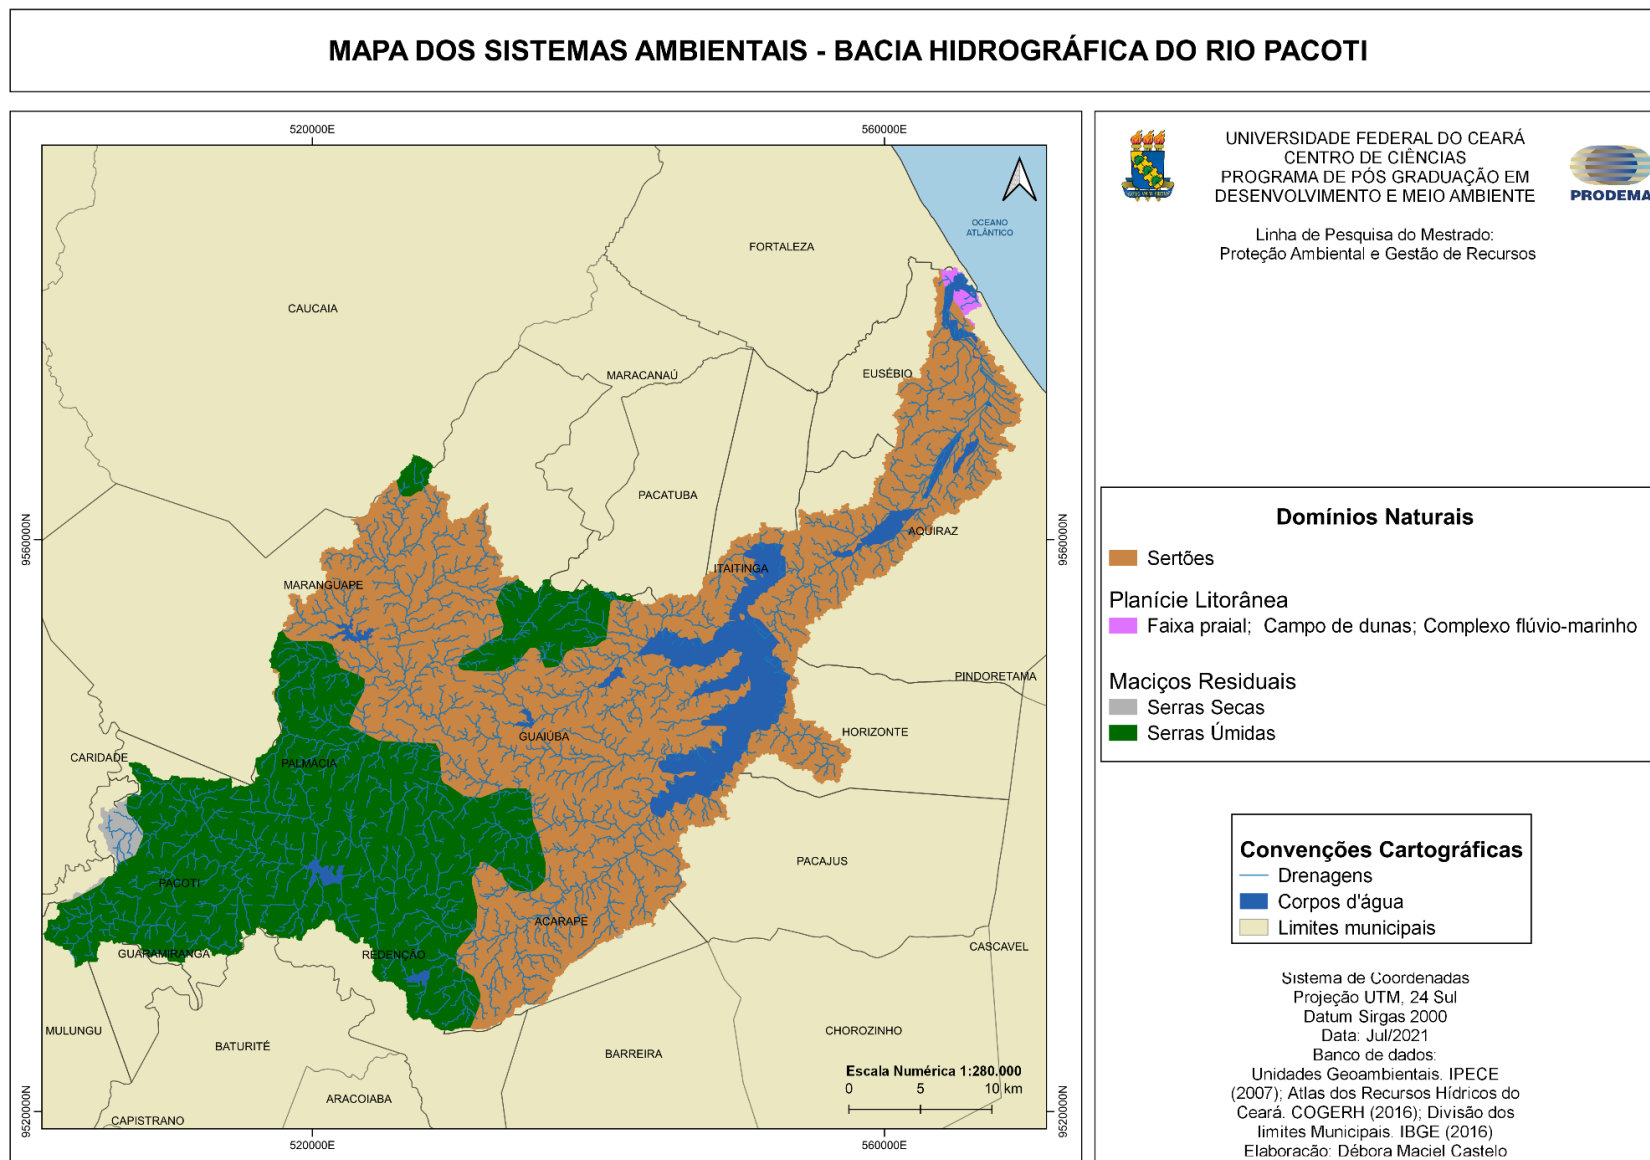 MAPA DOS SISTEMAS AMBIENTAIS - BACIA HIDROGRÁFICA DO RIO PACOTI
520000E
560000E
9560000N
9520000N
OCEANO
ATLÂNTICO
FORTALEZA
CAUCAIA
MARACANAÚ
EUSÉBIO
PACATUBA
AQUIRAZ
ITAITINGA
MARANGUAPE
PINDORETAMA
HORIZONTE
GUAIÚBA
CARIDADE
PALMÁCIA
PACAJUS
PACOTI
ACARAPE
CASCAVEL
GUARAMIRANGA
REDENÇÃO
MULUNGU
BATURITÉ
CHOROZINHO
BARREIRA
ARACOIABA
CAPISTRANO
Escala Numérica 1:280.000
0 5 10 km
9560000N
9520000N
520000E
560000E
UNIVERSIDADE FEDERAL DO CEARÁ
CENTRO DE CIÊNCIAS
PROGRAMA DE PÓS GRADUAÇÃO EM
DESENVOLVIMENTO E MEIO AMBIENTE
PRODEMA
Linha de Pesquisa do Mestrado:
Proteção Ambiental e Gestão de Recursos
Domínios Naturais
Sertões
Planície Litorânea
Faixa praial; Campo de dunas; Complexo flúvio-marinho
Maciços Residuais
Serras Secas
Serras Úmidas
Convenções Cartográficas
Drenagens
Corpos d'água
Limites municipais
Sistema de Coordenadas
Projeção UTM, 24 Sul
Datum Sirgas 2000
Data: Jul/2021
Banco de dados:
Unidades Geoambientais. IPECE
(2007); Atlas dos Recursos Hídricos do
Ceará. COGERH (2016); Divisão dos
limites Municipais. IBGE (2016)
Elaboração: Débora Maciel Castelo